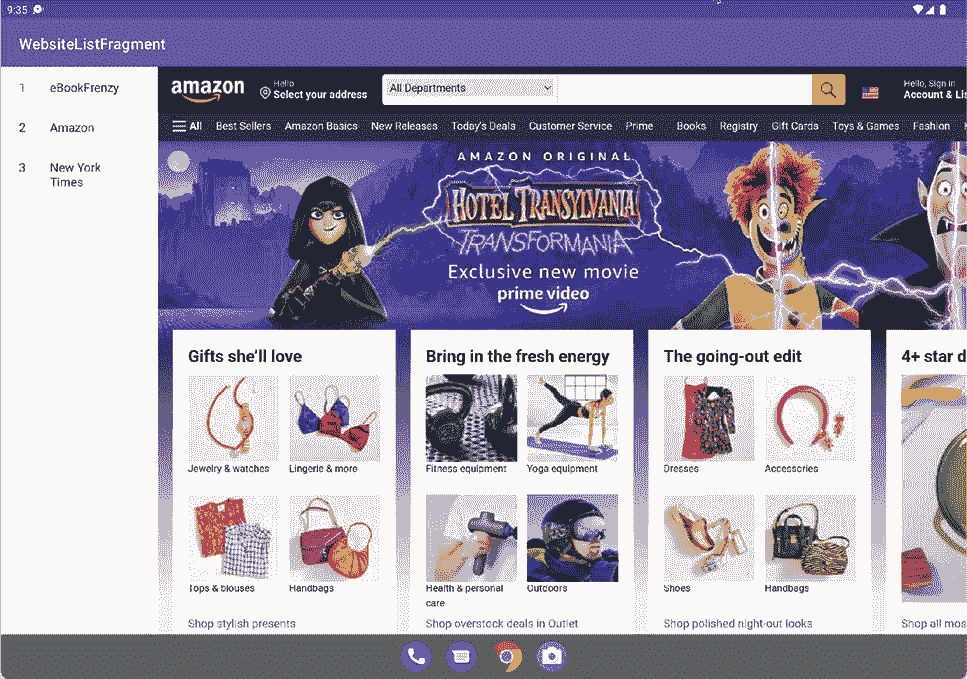 9:35
WebsiteListFragment
1 eBookFrenzy
2 Amazon
3 New York
Times
amazon
Hello
Select your address
All Departments
Hello, Sign in
Account & Lis
All Best Sellers Amazon Basics New Releases Today's Deals Customer Service Prime Books Registry Gift Cards Toys & Games Fashion
AMAZON ORIGINAL
HOTEL TRANSYLVANIA
TRANSFORMANIA
Exclusive new movie
prime video
Gifts she'll love
Jewelry & watches Lingerie & more
Tops & blouses Handbags
Shop stylish presents
Bring in the fresh energy
Fitness equipment Yoga equipment
Health & personal
care
Outdoors
Shop overstock deals in Outlet
The going-out edit
Dresses Accessories
Shoes Handbags
Shop polished night-out looks
4+ star d
Shop all mos